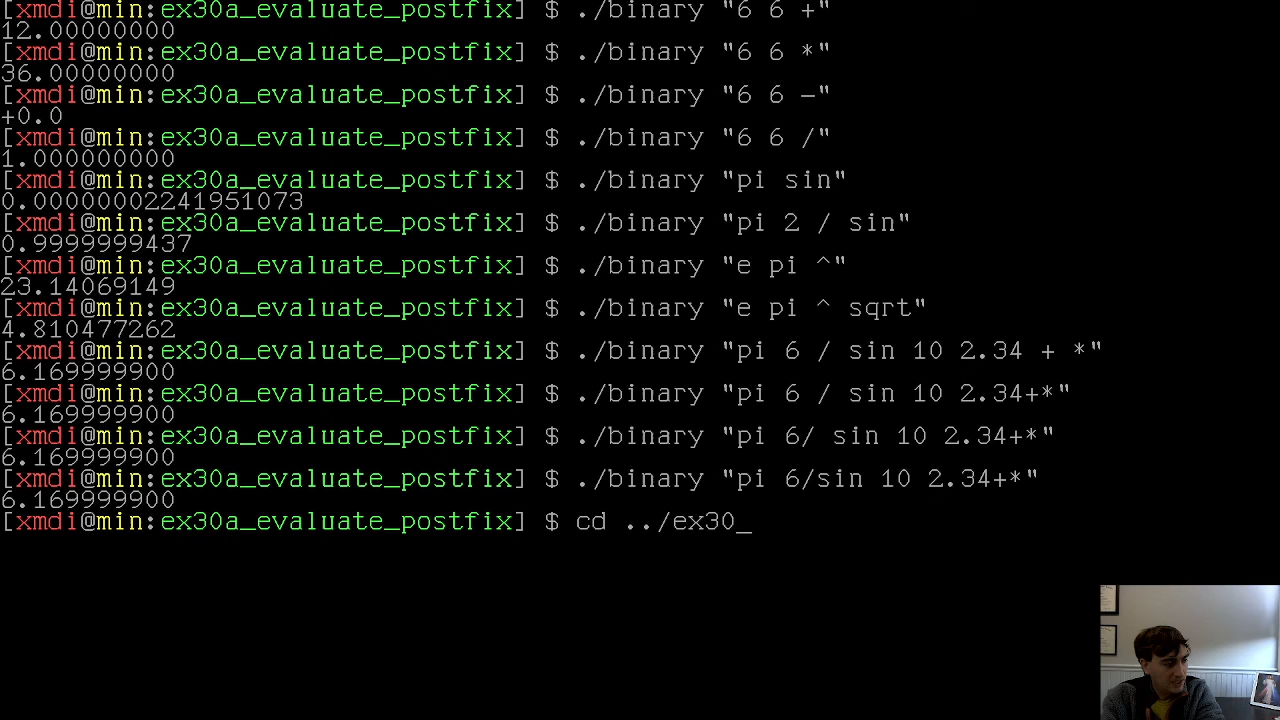 [xmdi@min:ex30a_evaluate_postfix] $ ./binary "6 6 +"
12.00000000
[xmdi@min:ex30a_evaluate_postfix] $ ./binary "6 6 *"
36.00000000
[xmdi@min:ex30a_evaluate_postfix] $ ./binary "6 6 -"
+0.0
[xmdi@min:ex30a_evaluate_postfix] $ ./binary "6 6 /"
1.000000000
[xmdi@min:ex30a_evaluate_postfix] $ ./binary "pi sin"
0.00000002241951073
[xmdi@min:ex30a_evaluate_postfix] $ ./binary "pi 2 / sin"
0.9999999437
[xmdi@min:ex30a_evaluate_postfix] $ ./binary "e pi ^"
23.14069149
[xmdi@min:ex30a_evaluate_postfix] $ ./binary "e pi ^ sqrt"
4.810477262
[xmdi@min:ex30a_evaluate_postfix] $ ./binary "pi 6 / sin 10 2.34 + *"
6.169999900
[xmdi@min:ex30a_evaluate_postfix] $ ./binary "pi 6 / sin 10 2.34+*"
6.169999900
[xmdi@min:ex30a_evaluate_postfix] $ ./binary "pi 6/ sin 10 2.34+*"
6.169999900
[xmdi@min:ex30a_evaluate_postfix] $ ./binary "pi 6/sin 10 2.34+*"
6.169999900
[xmdi@min:ex30a_evaluate_postfix] $ cd ../ex30_